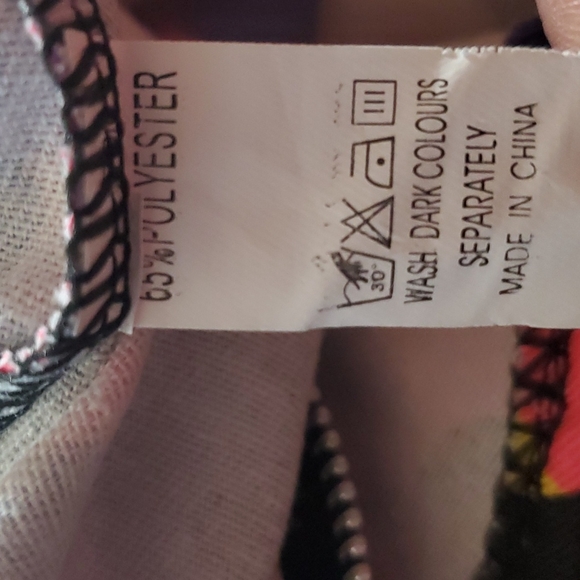 65%POLYESTER
30°
WASH DARK COLOURS
SEPARATELY
MADE IN CHINA